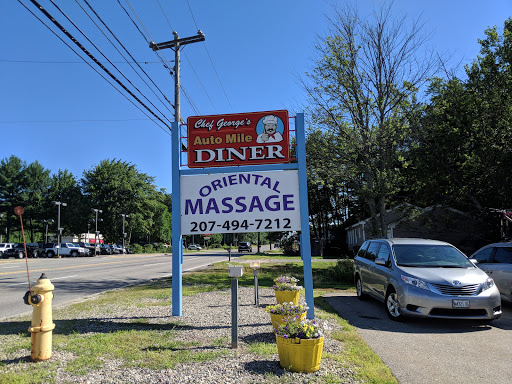 Chef George's
Auto Mile
DINER
ORIENTAL
MASSAGE
207-494-7212